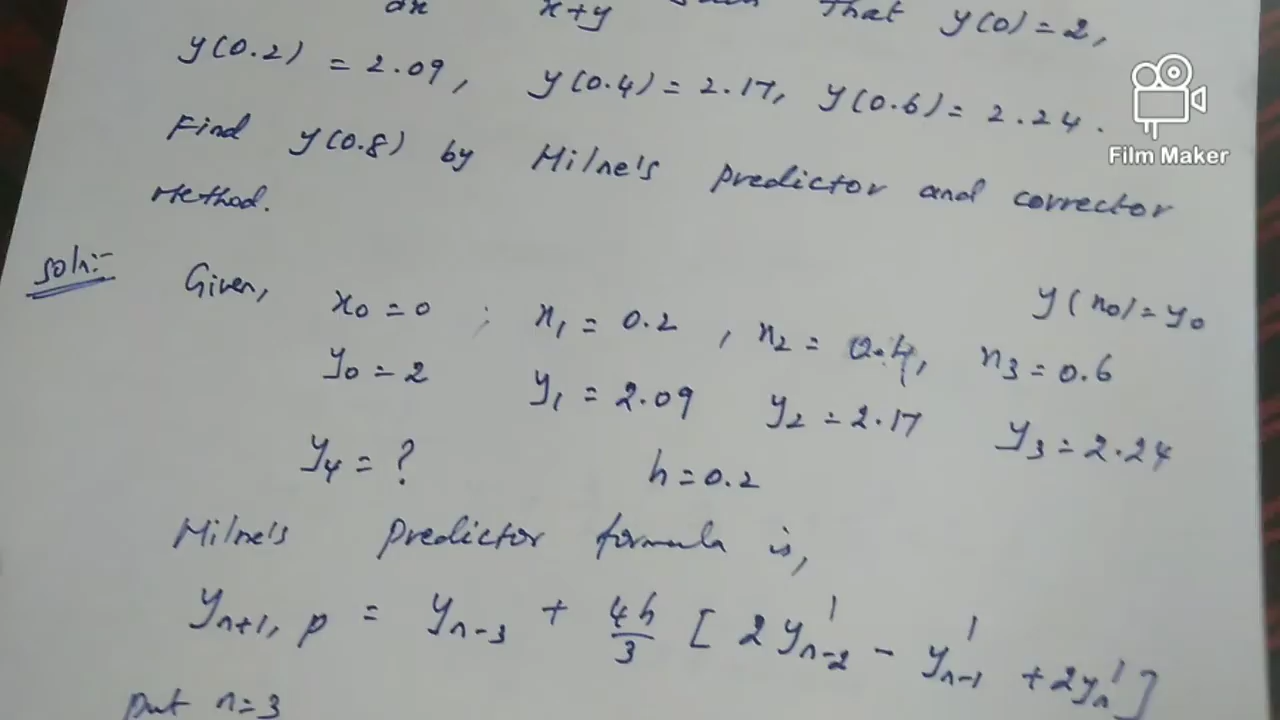 dx x+y such that y(0) = 2,
y(0.2) = 2.09, y(0.4) = 2.17, y(0.6) = 2.24.
Find y(0.8) by Milne's predictor and corrector
Method.
Film Maker
Soln:-
Given, x₀ = 0 ; x₁ = 0.2 , x₂ = 0.4, x₃ = 0.6 y(x₀) = y₀
y₀ = 2 y₁ = 2.09 y₂ = 2.17 y₃ = 2.24
y₄ = ? h = 0.2
Milne's predictor formula is,
yₙ₊₁, p = yₙ₋₃ + 4h/3 [ 2y'ₙ₋₂ - y'ₙ₋₁ + 2y'ₙ ]
put n = 3